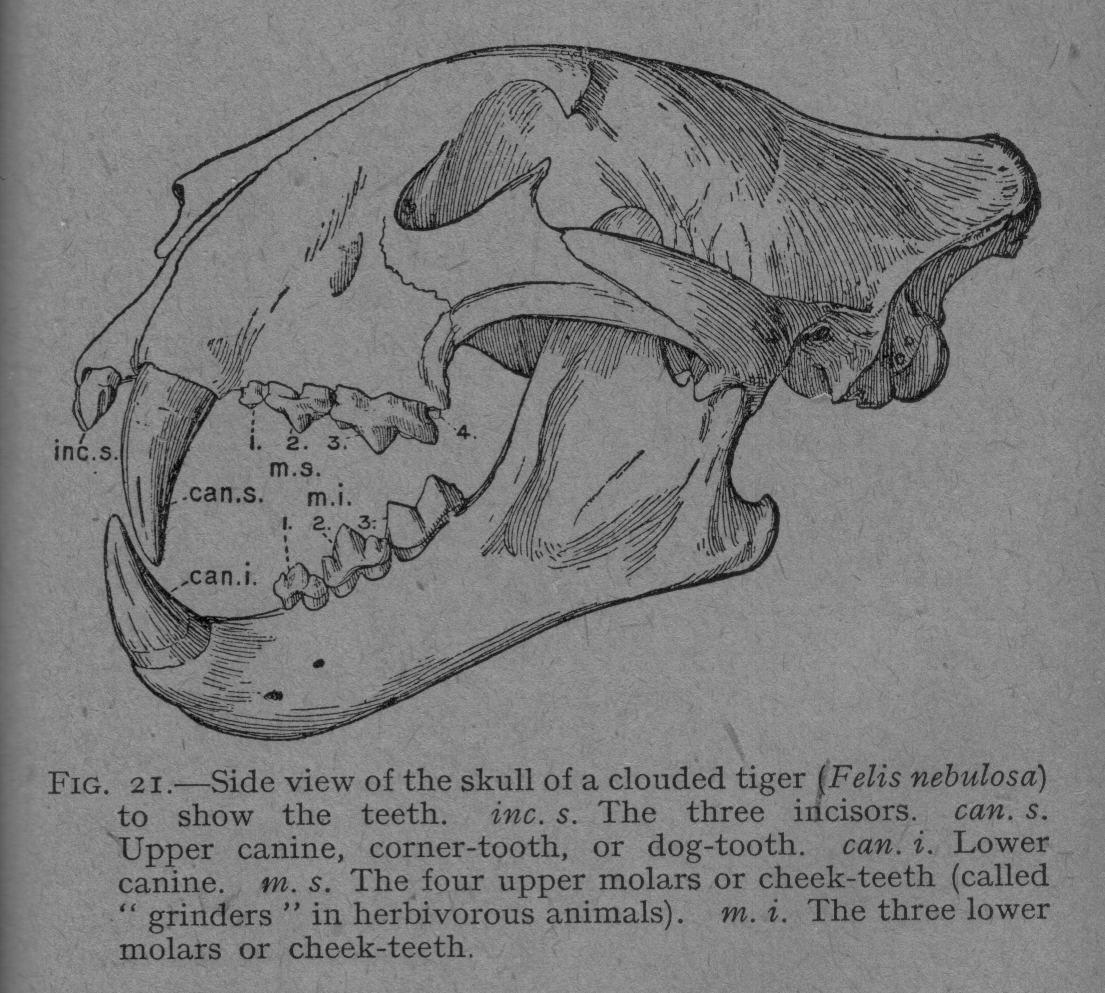 inc.s.
can.s.
1. 2. 3. 4.
m.s.
m.i.
1. 2. 3.
can.i.
FIG. 21.—Side view of the skull of a clouded tiger (Felis nebulosa)
to show the teeth. inc. s. The three incisors. can. s.
Upper canine, corner-tooth, or dog-tooth. can. i. Lower
canine. m. s. The four upper molars or cheek-teeth (called
“ grinders ” in herbivorous animals). m. i. The three lower
molars or cheek-teeth.